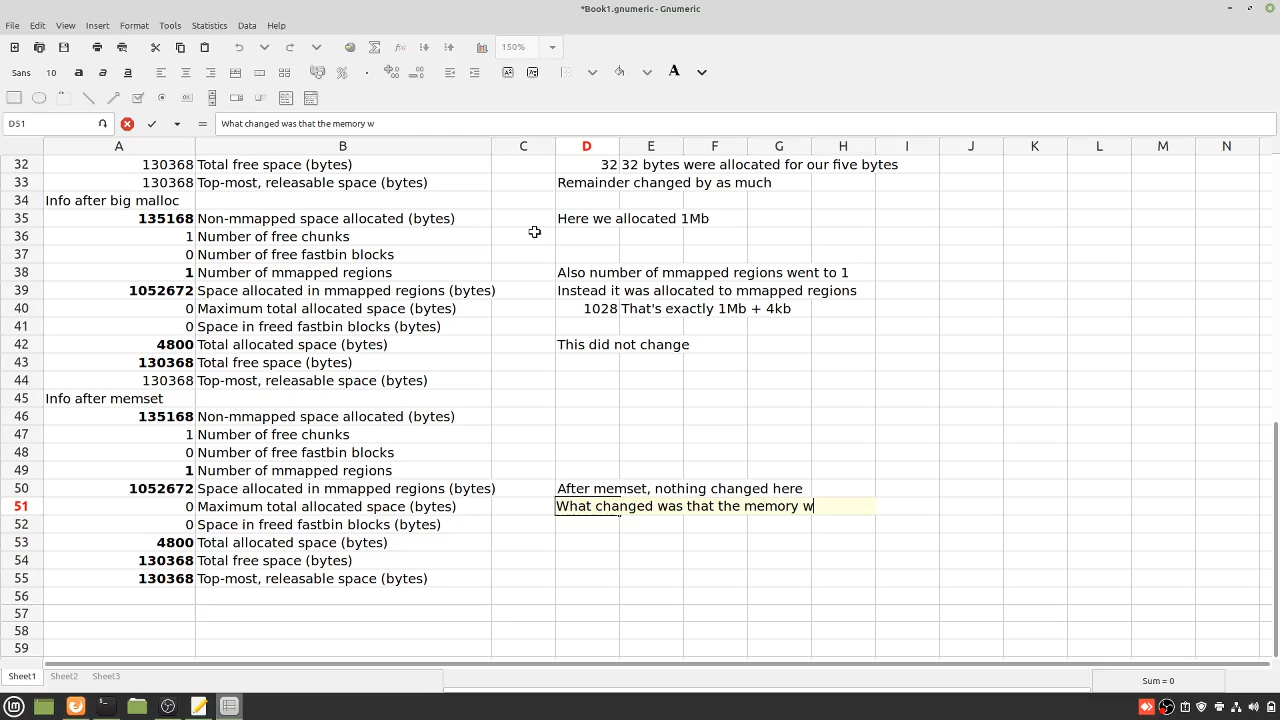 *Book1.gnumeric - Gnumeric
File Edit View Insert Format Tools Statistics Data Help
150%
Sans 10 a a a A
D51 = What changed was that the memory w
A B C D E F G H I J K L M N
32 130368 Total free space (bytes) 32 32 bytes were allocated for our five bytes
33 130368 Top-most, releasable space (bytes) Remainder changed by as much
34 Info after big malloc
35 135168 Non-mmapped space allocated (bytes) Here we allocated 1Mb
36 1 Number of free chunks
37 0 Number of free fastbin blocks
38 1 Number of mmapped regions Also number of mmapped regions went to 1
39 1052672 Space allocated in mmapped regions (bytes) Instead it was allocated to mmapped regions
40 0 Maximum total allocated space (bytes) 1028 That's exactly 1Mb + 4kb
41 0 Space in freed fastbin blocks (bytes)
42 4800 Total allocated space (bytes) This did not change
43 130368 Total free space (bytes)
44 130368 Top-most, releasable space (bytes)
45 Info after memset
46 135168 Non-mmapped space allocated (bytes)
47 1 Number of free chunks
48 0 Number of free fastbin blocks
49 1 Number of mmapped regions
50 1052672 Space allocated in mmapped regions (bytes) After memset, nothing changed here
51 0 Maximum total allocated space (bytes) What changed was that the memory w
52 0 Space in freed fastbin blocks (bytes)
53 4800 Total allocated space (bytes)
54 130368 Total free space (bytes)
55 130368 Top-most, releasable space (bytes)
56
57
58
59
Sheet1 Sheet2 Sheet3 Sum = 0